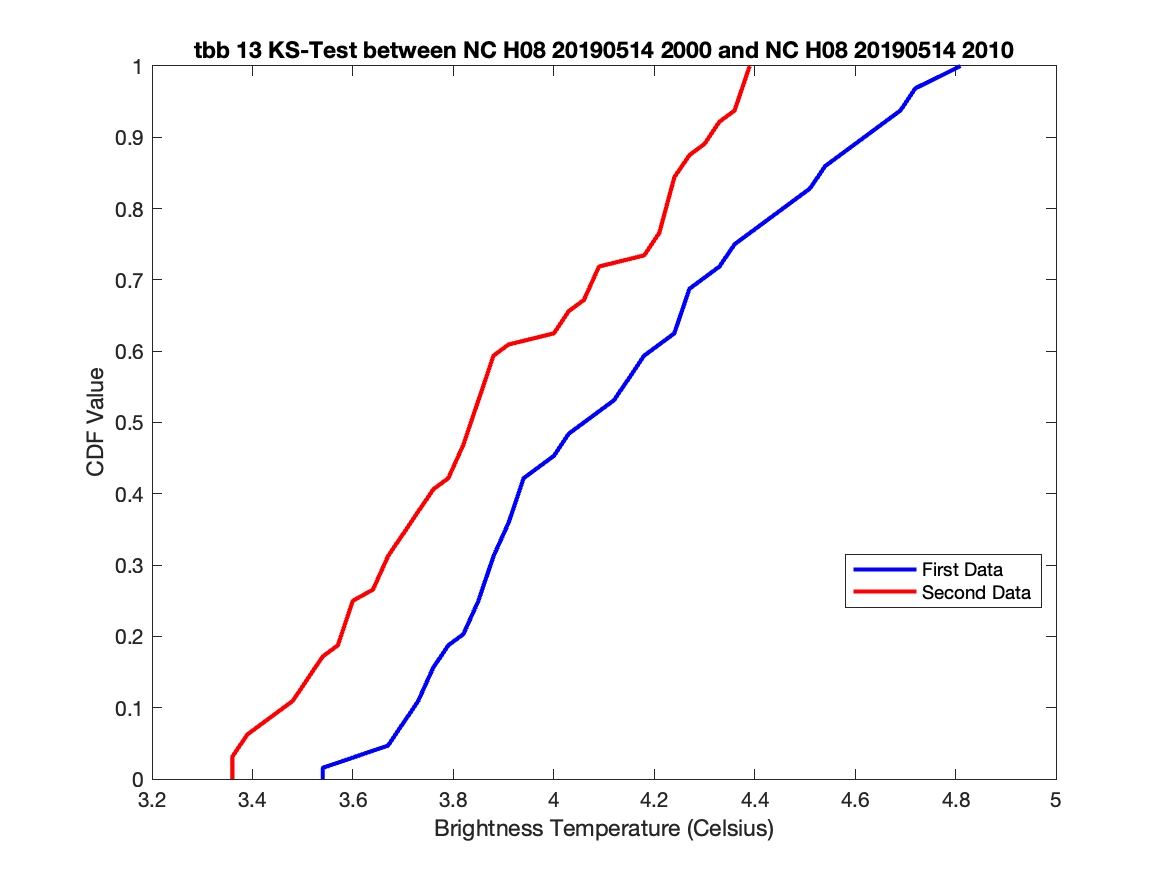 tbb 13 KS-Test between NC H08 20190514 2000 and NC H08 20190514 2010
1
0.9
0.8
0.7
0.6
0.5
0.4
0.3
0.2
0.1
0
CDF Value
First Data
Second Data
3.2 3.4 3.6 3.8 4 4.2 4.4 4.6 4.8 5
Brightness Temperature (Celsius)